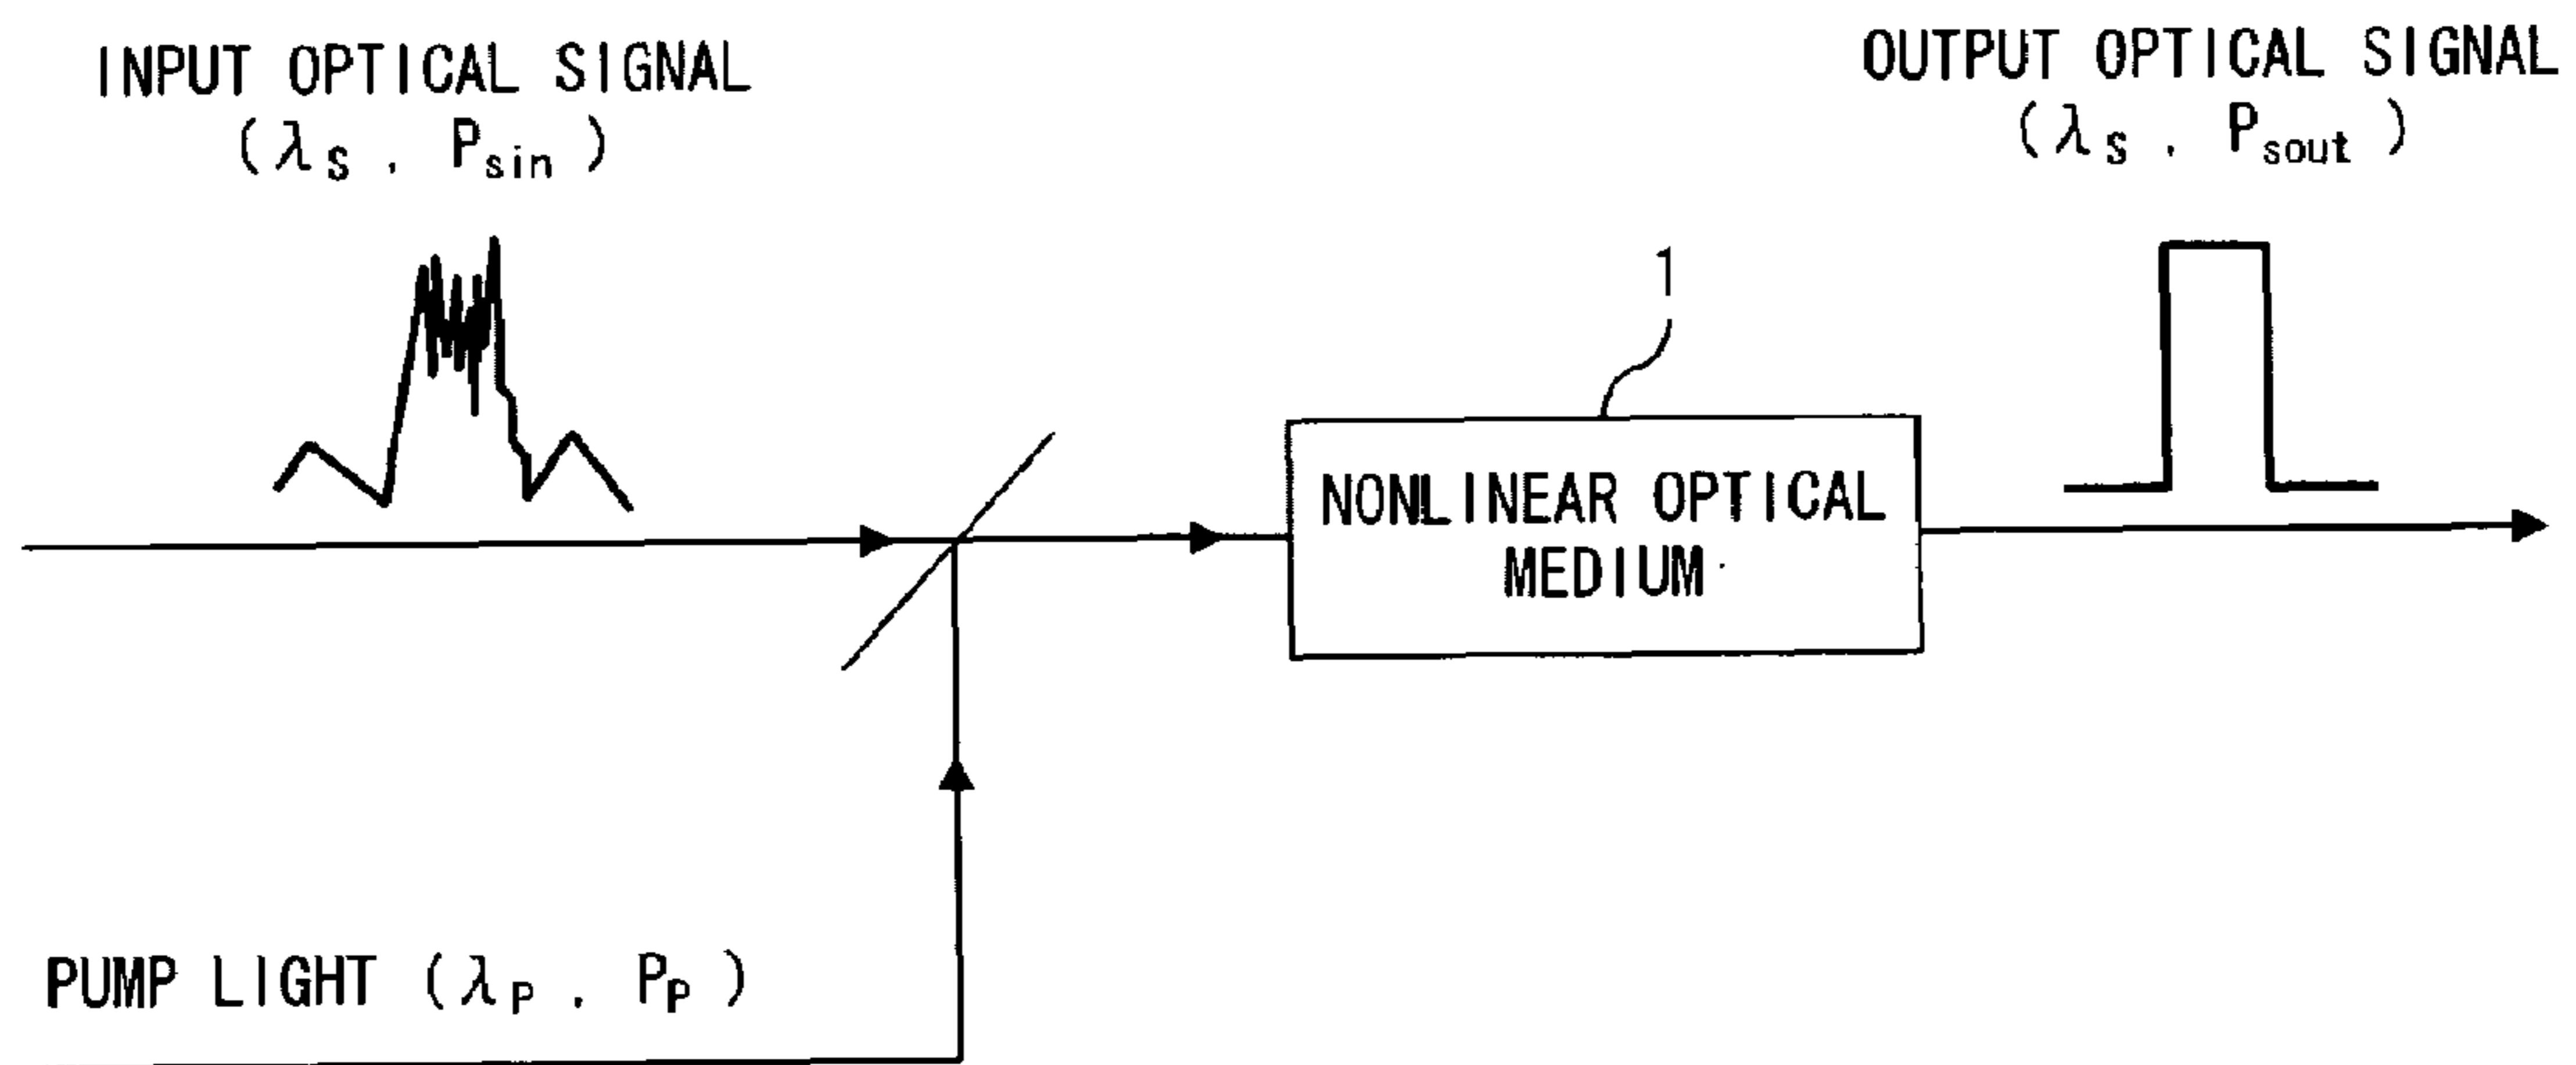 INPUT OPTICAL SIGNAL
(λS , Psin)
OUTPUT OPTICAL SIGNAL
(λS , Psout)
1
NONLINEAR OPTICAL
MEDIUM
PUMP LIGHT (λP , PP)